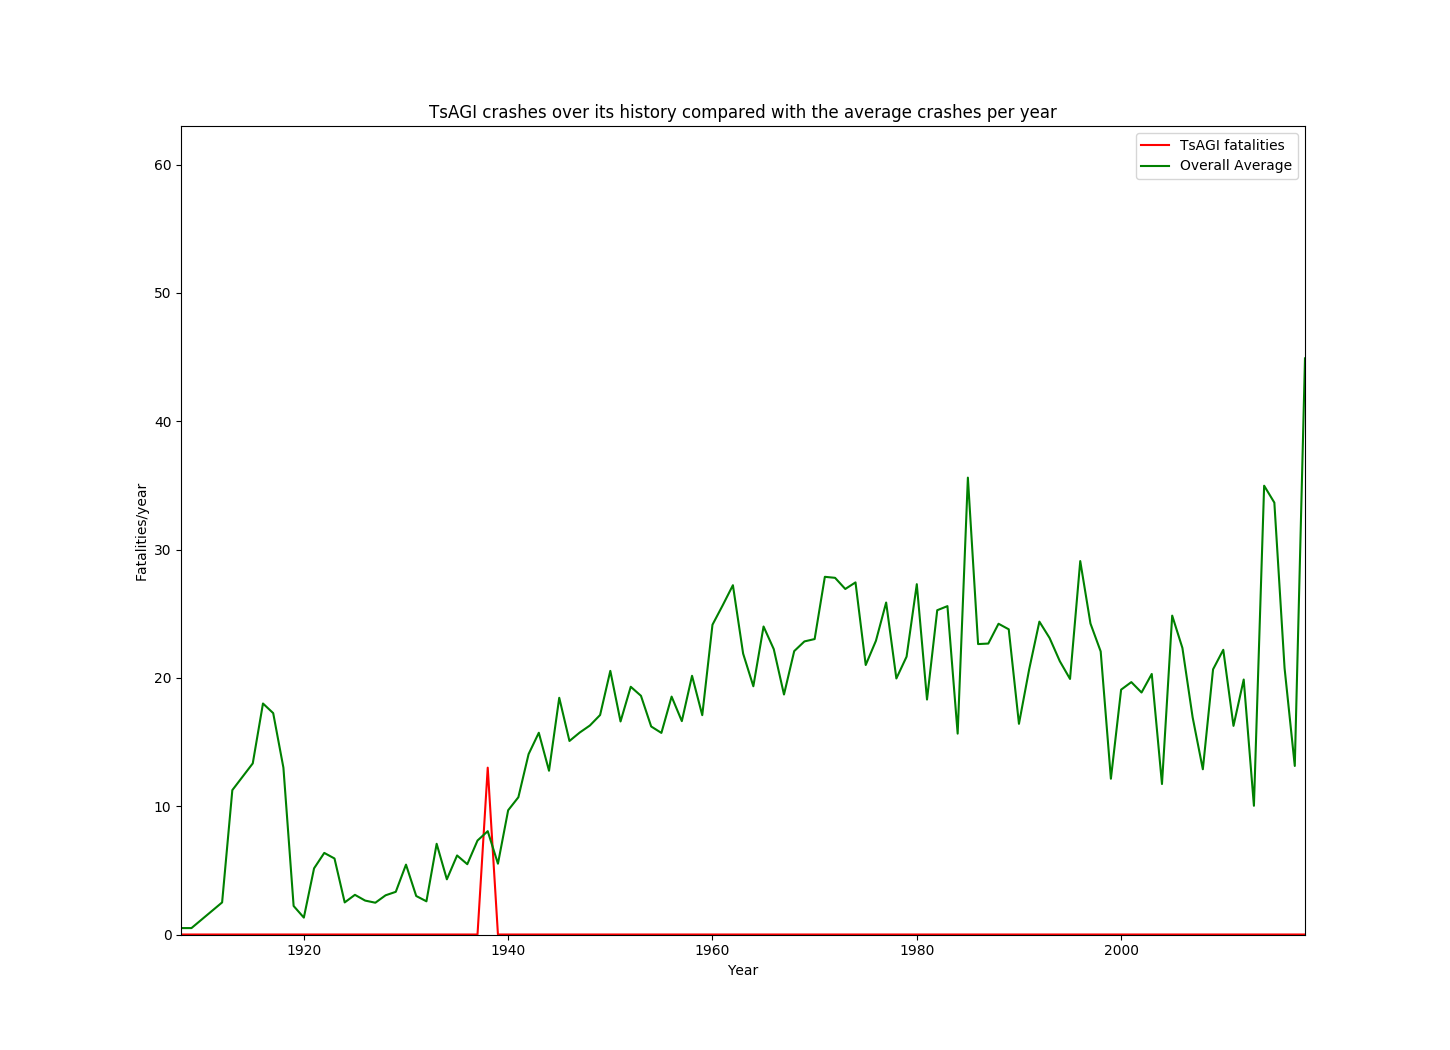 TsAGI crashes over its history compared with the average crashes per year
TsAGI fatalities
Overall Average
60
50
40
30
20
10
0
Fatalities/year
1920 1940 1960 1980 2000
Year